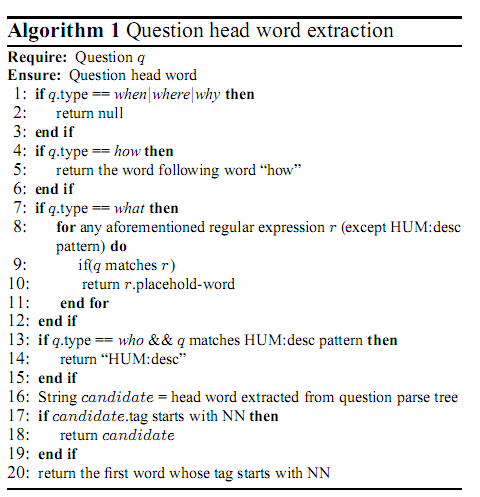 Algorithm 1 Question head word extraction
Require: Question q
Ensure: Question head word
1: if q.type == when|where|why then
2: return null
3: end if
4: if q.type == how then
5: return the word following word “how”
6: end if
7: if q.type == what then
8: for any aforementioned regular expression r (except HUM:desc
pattern) do
9: if(q matches r)
10: return r.placehold-word
11: end for
12: end if
13: if q.type == who && q matches HUM:desc pattern then
14: return “HUM:desc”
15: end if
16: String candidate = head word extracted from question parse tree
17: if candidate.tag starts with NN then
18: return candidate
19: end if
20: return the first word whose tag starts with NN